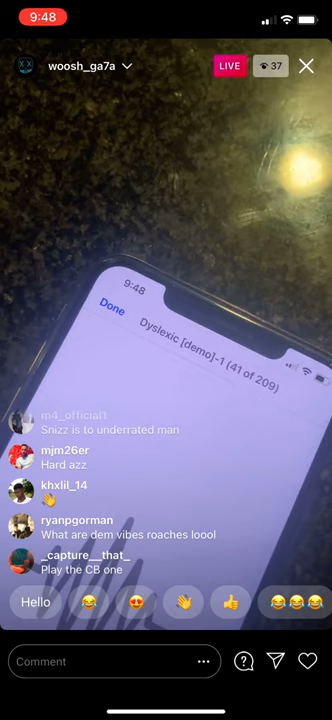 9:48
woosh_ga7a
LIVE
37
9:48
Done
Dyslexic [demo]-1 (41 of 209)
m4_official1
Snizz is to underrated man
mjm26er
Hard azz
khxlil_14
👋
ryanpgorman
What are dem vibes roaches loool
_capture__that_
Play the CB one
Hello 😂 😍 👋 👍 😂😂😂
Comment